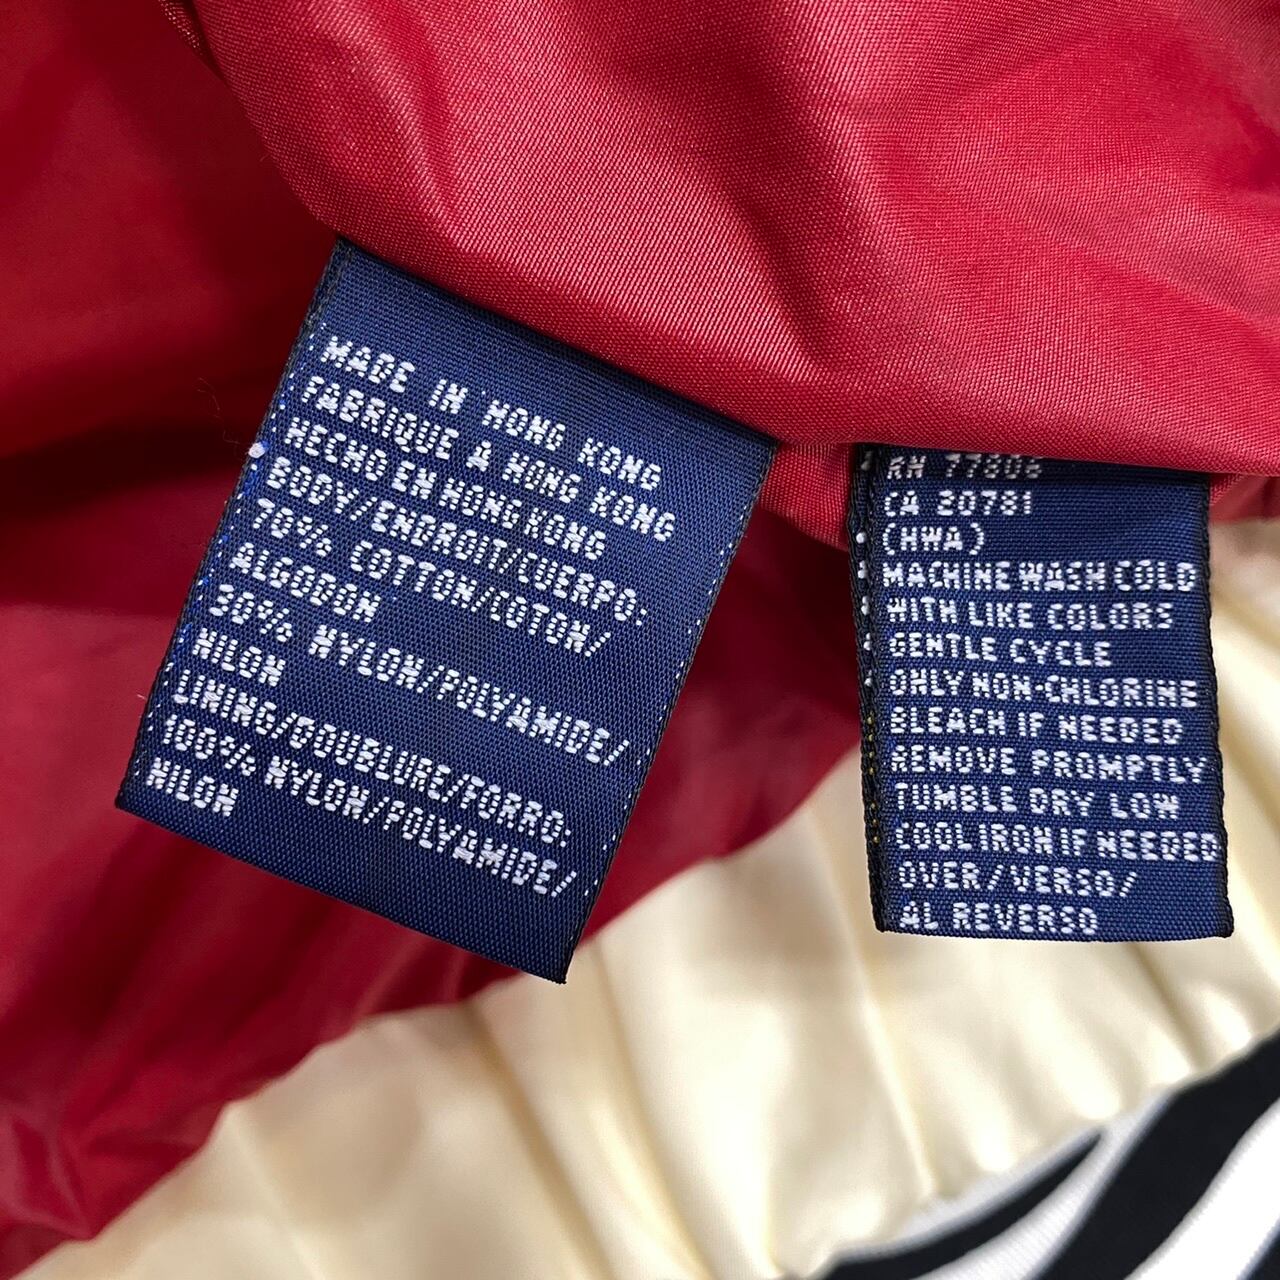 MADE IN HONG KONG
FABRIQUE A HONG KONG
HECHO EN HONG KONG
BODY/ENDROIT/CUERPO:
70% COTTON/COTON/
ALGODON
30% NYLON/POLYAMIDE/
NILON
LINING/DOUBLURE/FORRO:
100% NYLON/POLYAMIDE/
NILON
RN 77806
CA 20781
(HWA)
MACHINE WASH COLD
WITH LIKE COLORS
GENTLE CYCLE
ONLY NON-CHLORINE
BLEACH IF NEEDED
REMOVE PROMPTLY
TUMBLE DRY LOW
COOL IRON IF NEEDED
OVER/VERSO/
AL REVERSO